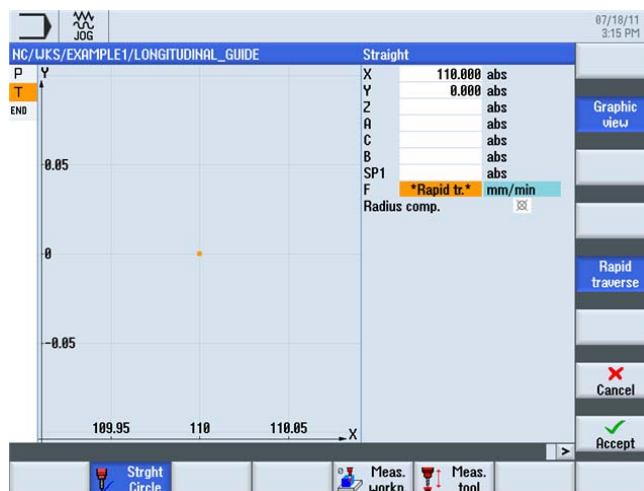 JOG
07/18/11
3:15 PM
NC/WKS/EXAMPLE1/LONGITUDINAL_GUIDE
Straight
P
T
END
Y
0.05
0
-0.05
109.95 110 110.05
X
X 110.000 abs
Y 0.000 abs
Z abs
A abs
C abs
B abs
SP1 abs
F *Rapid tr.* mm/min
Radius comp.
Graphic
view
Rapid
traverse
Cancel
Accept
>
Strght
Circle
Meas.
workp.
Meas.
tool